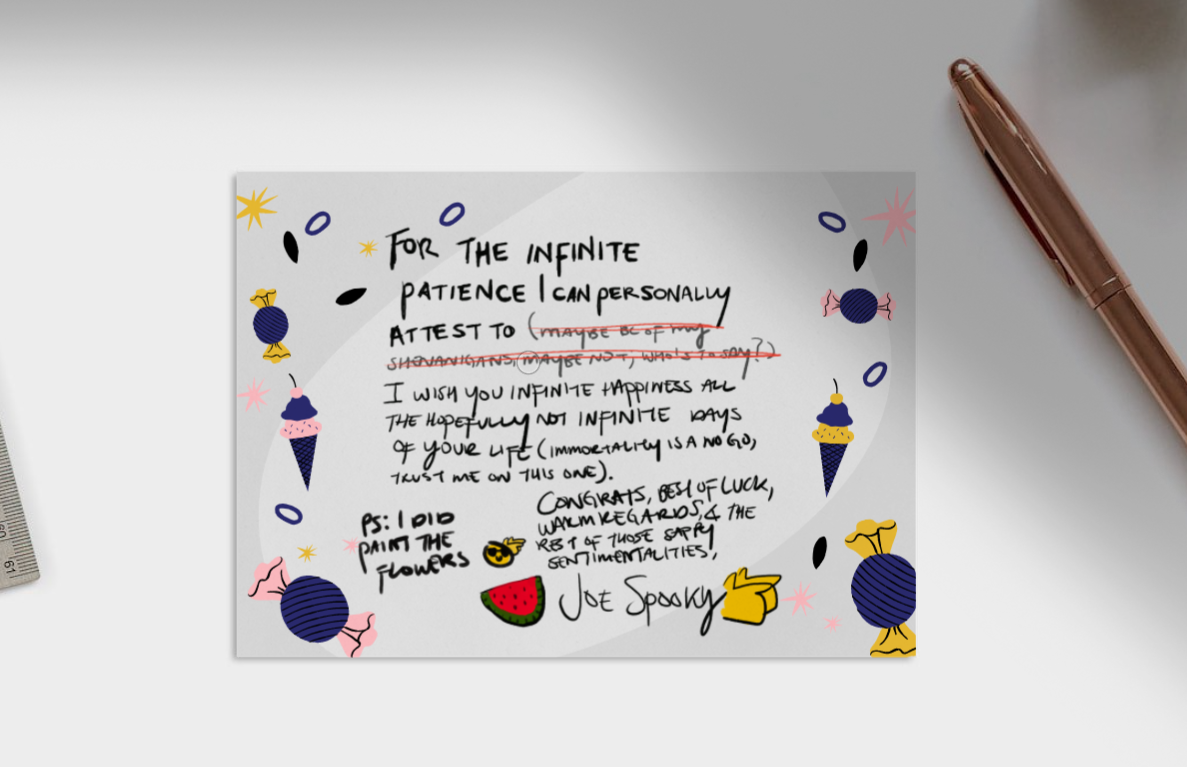 FOR THE INFINITE
PATIENCE I CAN PERSONALLY
ATTEST TO (MAYBE BC OF MY
SHENANIGANS, MAYBE NOT, WHO'S TO SAY?)
I WISH YOU INFINITE HAPPINESS ALL
THE HOPEFULLY NOT INFINITE DAYS
OF YOUR LIFE (IMMORTALITY IS A NO GO,
TRUST ME ON THIS ONE).
CONGRATS, BEST OF LUCK,
WARM REGARDS, & THE
REST OF THOSE SAPPY
SENTIMENTALITIES,
JOE SPOOKY
PS: I DID
PAINT THE
FLOWERS
61